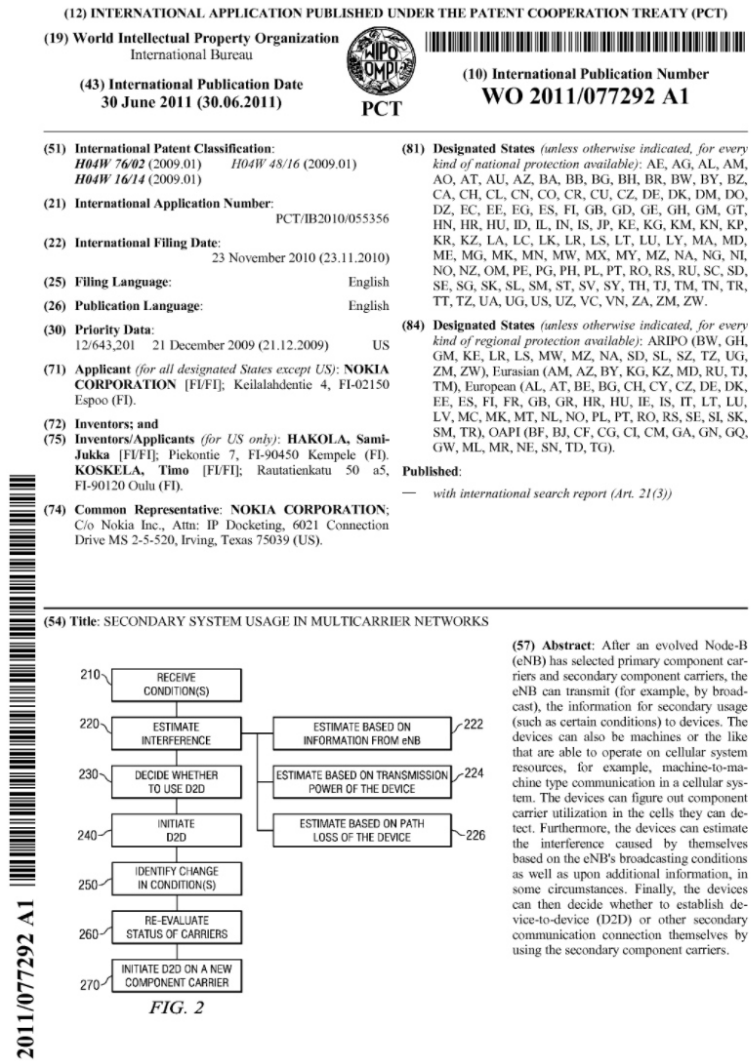 (12) INTERNATIONAL APPLICATION PUBLISHED UNDER THE PATENT COOPERATION TREATY (PCT)
(19) World Intellectual Property Organization
International Bureau
(43) International Publication Date
30 June 2011 (30.06.2011)
WIPO
OMPI
PCT
(10) International Publication Number
WO 2011/077292 A1
(51) International Patent Classification:
H04W 76/02 (2009.01) H04W 48/16 (2009.01)
H04W 16/14 (2009.01)
(21) International Application Number:
PCT/IB2010/055356
(22) International Filing Date:
23 November 2010 (23.11.2010)
(25) Filing Language: English
(26) Publication Language: English
(30) Priority Data:
12/643,201 21 December 2009 (21.12.2009) US
(71) Applicant (for all designated States except US): NOKIA
CORPORATION [FI/FI]; Keilalahdentie 4, FI-02150
Espoo (FI).
(72) Inventors; and
(75) Inventors/Applicants (for US only): HAKOLA, Sami-
Jukka [FI/FI]; Piekontie 7, FI-90450 Kempele (FI).
KOSKELA, Timo [FI/FI]; Rautatienkatu 50 a5,
FI-90120 Oulu (FI).
(74) Common Representative: NOKIA CORPORATION;
C/o Nokia Inc., Attn: IP Docketing, 6021 Connection
Drive MS 2-5-520, Irving, Texas 75039 (US).
(81) Designated States (unless otherwise indicated, for every
kind of national protection available): AE, AG, AL, AM,
AO, AT, AU, AZ, BA, BB, BG, BH, BR, BW, BY, BZ,
CA, CH, CL, CN, CO, CR, CU, CZ, DE, DK, DM, DO,
DZ, EC, EE, EG, ES, FI, GB, GD, GE, GH, GM, GT,
HN, HR, HU, ID, IL, IN, IS, JP, KE, KG, KM, KN, KP,
KR, KZ, LA, LC, LK, LR, LS, LT, LU, LY, MA, MD,
ME, MG, MK, MN, MW, MX, MY, MZ, NA, NG, NI,
NO, NZ, OM, PE, PG, PH, PL, PT, RO, RS, RU, SC, SD,
SE, SG, SK, SL, SM, ST, SV, SY, TH, TJ, TM, TN, TR,
TT, TZ, UA, UG, US, UZ, VC, VN, ZA, ZM, ZW.
(84) Designated States (unless otherwise indicated, for every
kind of regional protection available): ARIPO (BW, GH,
GM, KE, LR, LS, MW, MZ, NA, SD, SL, SZ, TZ, UG,
ZM, ZW), Eurasian (AM, AZ, BY, KG, KZ, MD, RU, TJ,
TM), European (AL, AT, BE, BG, CH, CY, CZ, DE, DK,
EE, ES, FI, FR, GB, GR, HR, HU, IE, IS, IT, LT, LU,
LV, MC, MK, MT, NL, NO, PL, PT, RO, RS, SE, SI, SK,
SM, TR), OAPI (BF, BJ, CF, CG, CI, CM, GA, GN, GQ,
GW, ML, MR, NE, SN, TD, TG).
Published:
— with international search report (Art. 21(3))
(54) Title: SECONDARY SYSTEM USAGE IN MULTICARRIER NETWORKS
210
RECEIVE
CONDITION(S)
220
ESTIMATE
INTERFERENCE
ESTIMATE BASED ON
INFORMATION FROM eNB
222
230
DECIDE WHETHER
TO USE D2D
ESTIMATE BASED ON TRANSMISSION
POWER OF THE DEVICE
224
240
INITIATE
D2D
ESTIMATE BASED ON PATH
LOSS OF THE DEVICE
226
250
IDENTIFY CHANGE
IN CONDITION(S)
260
RE-EVALUATE
STATUS OF CARRIERS
270
INITIATE D2D ON A NEW
COMPONENT CARRIER
FIG. 2
(57) Abstract: After an evolved Node-B
(eNB) has selected primary component car-
riers and secondary component carriers, the
eNB can transmit (for example, by broad-
cast), the information for secondary usage
(such as certain conditions) to devices. The
devices can also be machines or the like
that are able to operate on cellular system
resources, for example, machine-to-ma-
chine type communication in a cellular sys-
tem. The devices can figure out component
carrier utilization in the cells they can de-
tect. Furthermore, the devices can estimate
the interference caused by themselves
based on the eNB's broadcasting conditions
as well as upon additional information, in
some circumstances. Finally, the devices
can then decide whether to establish de-
vice-to-device (D2D) or other secondary
communication connection themselves by
using the secondary component carriers.
2011/077292 A1